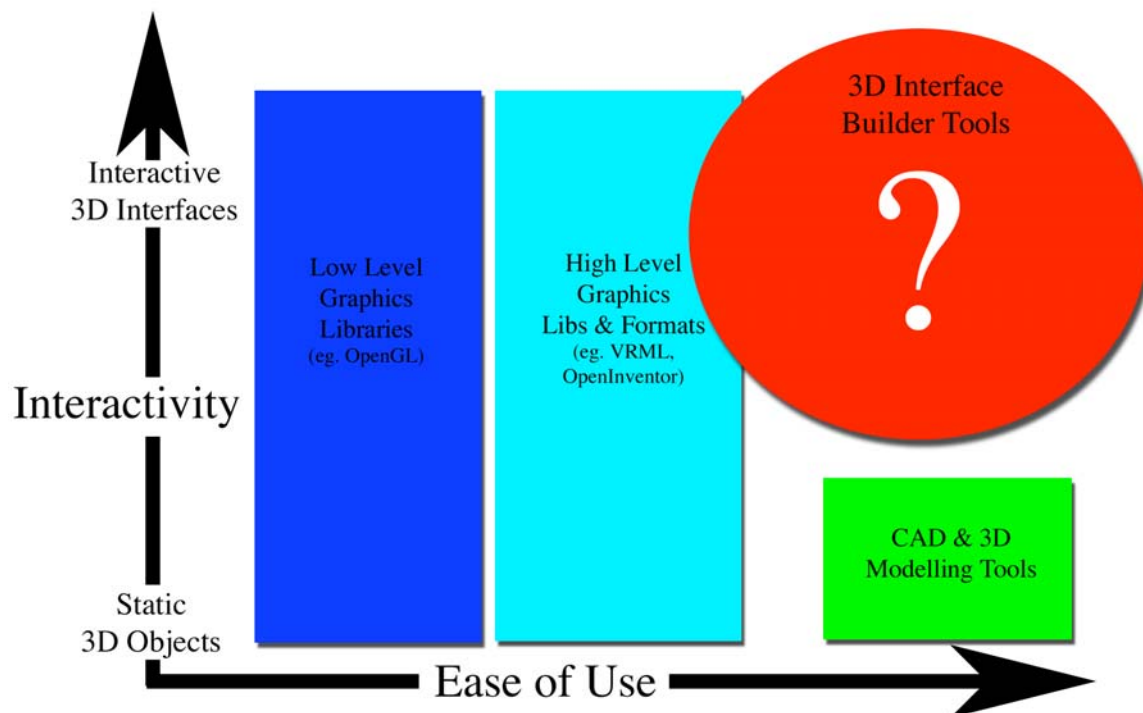 Interactive
3D Interfaces
Interactivity
Static
3D Objects
Low Level
Graphics
Libraries
(eg. OpenGL)
High Level
Graphics
Libs & Formats
(eg. VRML,
OpenInventor)
3D Interface
Builder Tools
?
CAD & 3D
Modelling Tools
Ease of Use